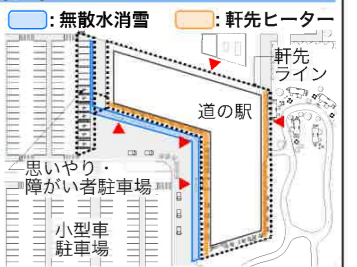 ：無散水消雪　：軒先ヒーター
軒先
ライン
道の駅
思いやり・
障がい者駐車場
小型車
駐車場